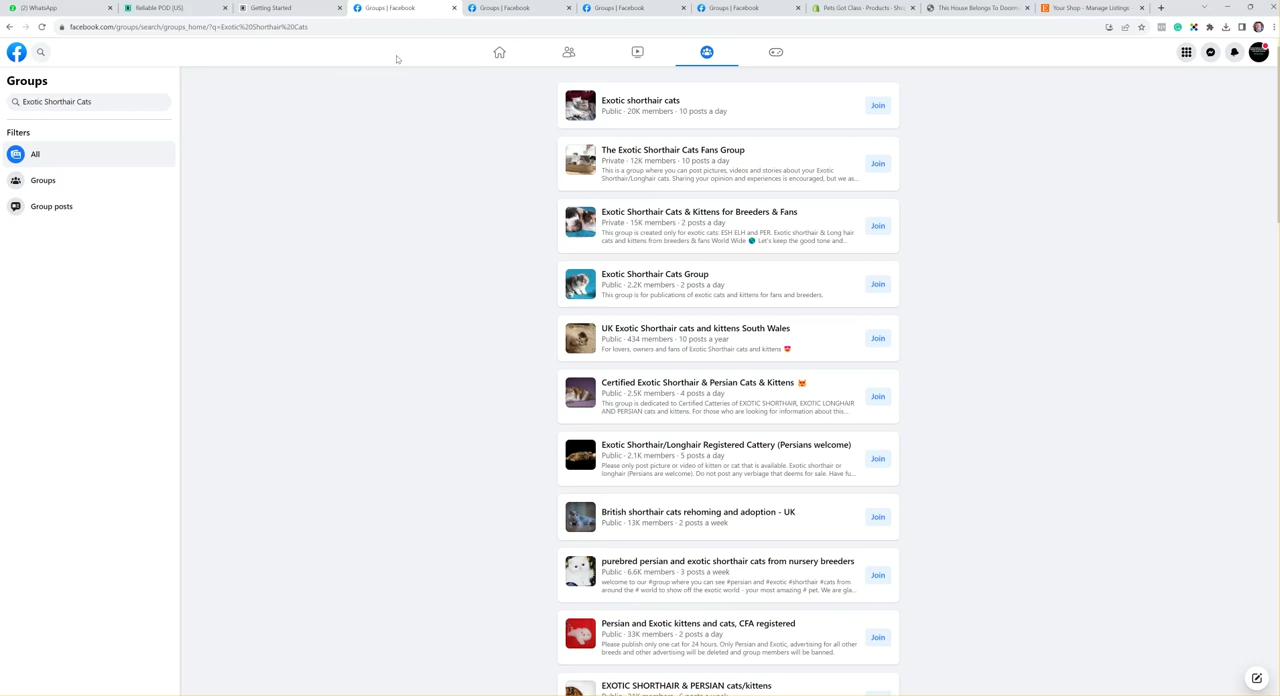 (2) WhatsApp
Reliable POD (US)
Getting Started
Groups | Facebook
Groups | Facebook
Groups | Facebook
Groups | Facebook
Pets Got Class - Products - Sho
This House Belongs To Doorm
Your Shop - Manage Listings -
facebook.com/groups/search/groups_home/?q=Exotic%20Shorthair%20Cats
Groups
Exotic Shorthair Cats
Filters
All
Groups
Group posts
Exotic shorthair cats
Public · 20K members · 10 posts a day
Join
The Exotic Shorthair Cats Fans Group
Private · 12K members · 10 posts a day
This is a group where you can post pictures, videos and stories about your Exotic
Shorthair/Longhair cats. Sharing your opinion and experiences is encouraged, but we as...
Join
Exotic Shorthair Cats & Kittens for Breeders & Fans
Private · 15K members · 2 posts a day
This group is created only for exotic cats: ESH ELH and PER. Exotic shorthair & Long hair
cats and kittens from breeders & fans World Wide 🌎 Let's keep the good tone and...
Join
Exotic Shorthair Cats Group
Public · 2.2K members · 2 posts a day
This group is for publications of exotic cats and kittens for fans and breeders.
Join
UK Exotic Shorthair cats and kittens South Wales
Public · 434 members · 10 posts a year
For lovers, owners and fans of Exotic Shorthair cats and kittens 😍
Join
Certified Exotic Shorthair & Persian Cats & Kittens 🦊
Public · 2.5K members · 4 posts a day
This group is dedicated to Certified Catteries of EXOTIC SHORTHAIR, EXOTIC LONGHAIR
AND PERSIAN cats and kittens. For those who are looking for information about this...
Join
Exotic Shorthair/Longhair Registered Cattery (Persians welcome)
Public · 2.1K members · 5 posts a day
Please only post picture or video of kitten or cat that is available. Exotic shorthair or
longhair (Persians are welcome). Do not post any verbiage that deems for sale. Have fu...
Join
British shorthair cats rehoming and adoption - UK
Public · 13K members · 2 posts a week
Join
purebred persian and exotic shorthair cats from nursery breeders
Public · 6.6K members · 3 posts a week
welcome to our #group where you can see #persian and #exotic #shorthair #cats from
around the # world to show off the exotic world - your most amazing # pet. We are gla...
Join
Persian and Exotic kittens and cats, CFA registered
Public · 33K members · 2 posts a day
Please publish only one cat for 24 hours. Only Persian and Exotic, advertising for all other
breeds and other advertising will be deleted and group members will be banned.
Join
EXOTIC SHORTHAIR & PERSIAN cats/kittens